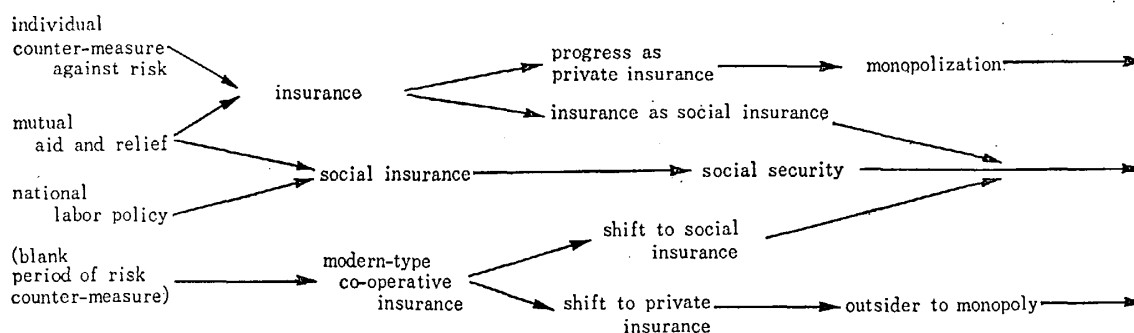 individual
counter-measure
against risk
progress as
private insurance
monopolization
insurance
insurance as social insurance
mutual
aid and relief
social insurance
social security
national
labor policy
shift to social
insurance
(blank
period of risk
counter-measure)
modern-type
co-operative
insurance
shift to private
insurance
outsider to monopoly